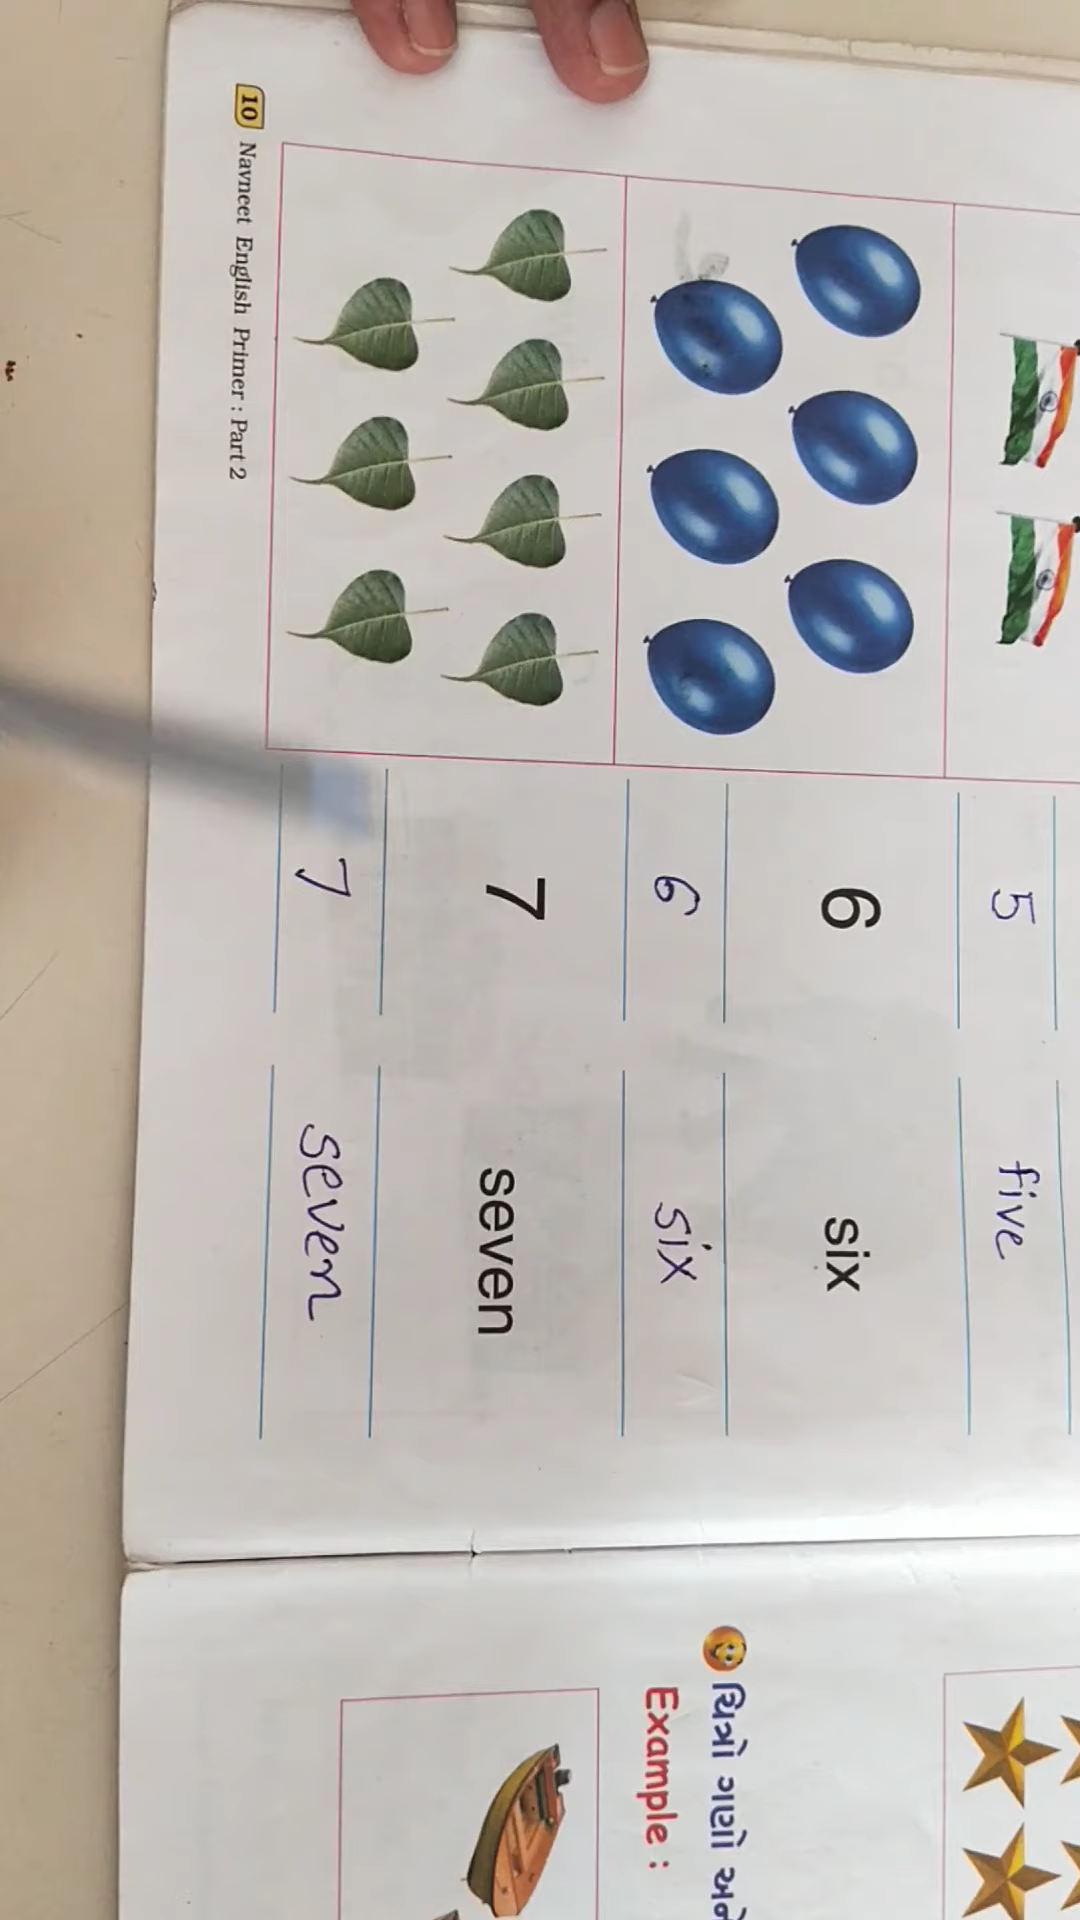 5 five
6 six
6 six
7 seven
7 seven
10 Navneet English Primer : Part 2
ચિત્રો ગણો અને
Example :